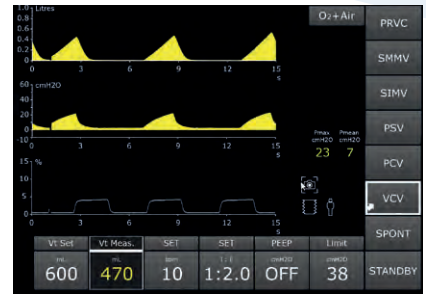 1.0 Litres
0.8
0.6
0.4
0.2
0
0 3 6 9 12 15
s
60 cmH2O
40
20
0
-10
0 3 6 9 12 15
s
15 %
10
5
0
0 3 6 9 12 15
s
O2+Air
Pmax Pmean
cmH2O cmH2O
23 7
Vt Set Vt Meas. SET SET PEEP Limit
mL mL bpm I:E cmH2O cmH2O
600 470 10 1:2.0 OFF 38
PRVC
SMMV
SIMV
PSV
PCV
VCV
SPONT
STANDBY